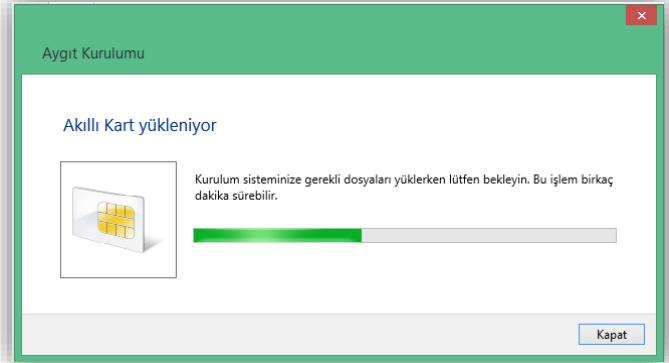 Aygıt Kurulumu
Akıllı Kart yükleniyor
Kurulum sisteminize gerekli dosyaları yüklerken lütfen bekleyin. Bu işlem birkaç
dakika sürebilir.
Kapat